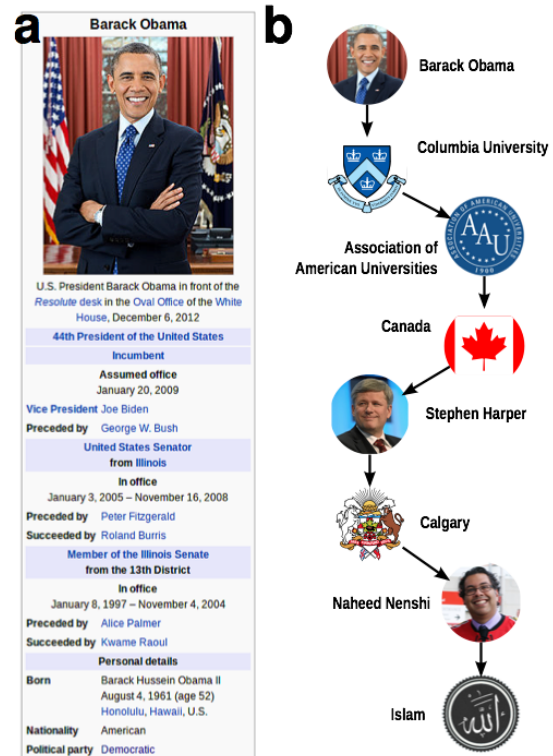 a
Barack Obama
U.S. President Barack Obama in front of the
Resolute desk in the Oval Office of the White
House, December 6, 2012
44th President of the United States
Incumbent
Assumed office
January 20, 2009
Vice President Joe Biden
Preceded by George W. Bush
United States Senator
from Illinois
In office
January 3, 2005 – November 16, 2008
Preceded by Peter Fitzgerald
Succeeded by Roland Burris
Member of the Illinois Senate
from the 13th District
In office
January 8, 1997 – November 4, 2004
Preceded by Alice Palmer
Succeeded by Kwame Raoul
Personal details
Born Barack Hussein Obama II
August 4, 1961 (age 52)
Honolulu, Hawaii, U.S.
Nationality American
Political party Democratic
b
Barack Obama
Columbia University
Association of
American Universities
ASSOCIATION OF AMERICAN UNIVERSITIES
AAU
1900
Canada
Stephen Harper
Calgary
Naheed Nenshi
Islam
الله